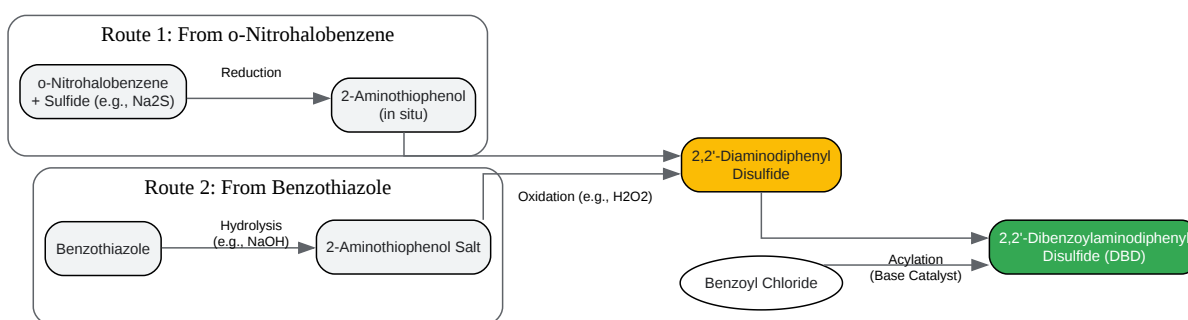 Route 1: From o-Nitrohalobenzene
o-Nitrohalobenzene
+ Sulfide (e.g., Na2S)
Reduction
2-Aminothiophenol
(in situ)
Route 2: From Benzothiazole
Benzothiazole
Hydrolysis
(e.g., NaOH)
2-Aminothiophenol Salt
Oxidation (e.g., H2O2)
2,2'-Diaminodiphenyl
Disulfide
Benzoyl Chloride
Acylation
(Base Catalyst)
2,2'-Dibenzoylaminodiphenyl
Disulfide (DBD)